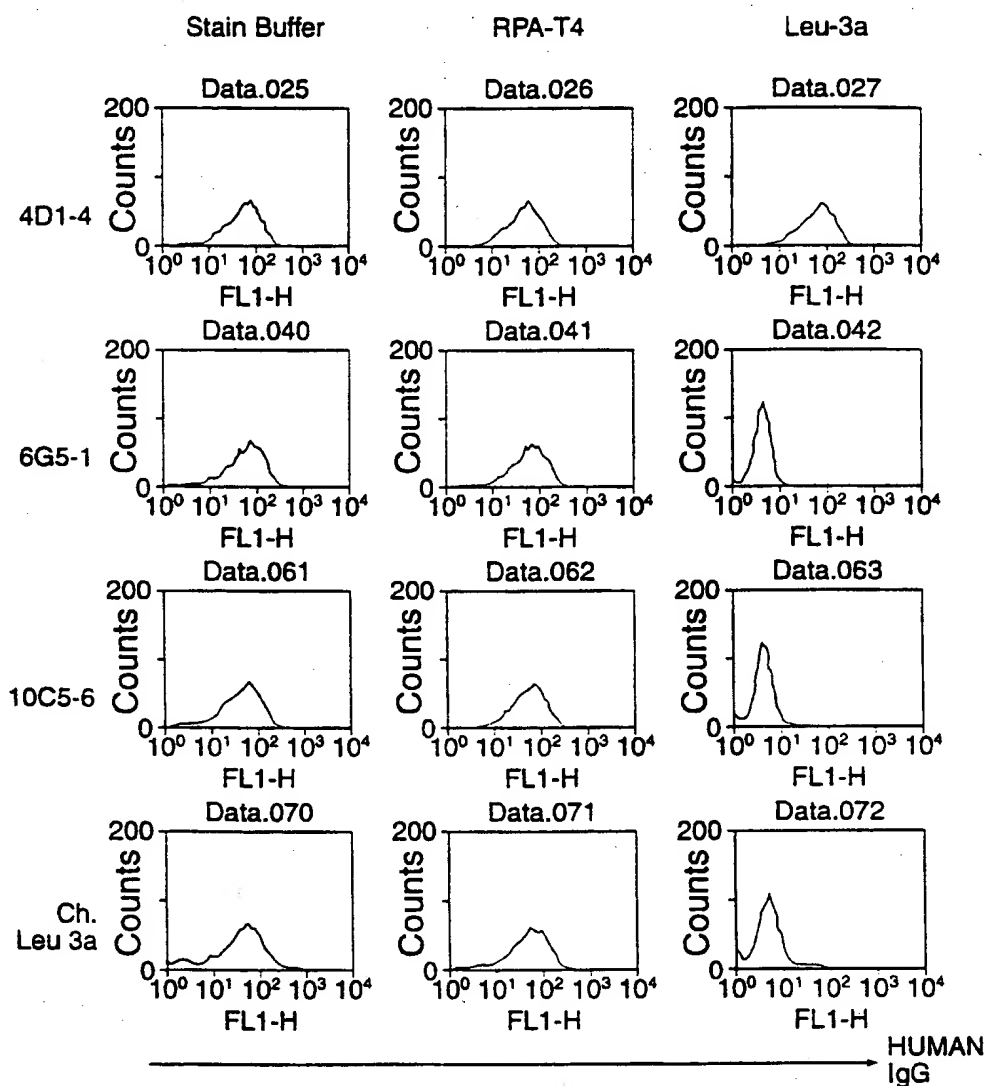 Stain Buffer RPA-T4 Leu-3a
Data.025 Data.026 Data.027
4D1-4
Counts 200 0
10⁰ 10¹ 10² 10³ 10⁴
FL1-H
Counts 200 0
10⁰ 10¹ 10² 10³ 10⁴
FL1-H
Counts 200 0
10⁰ 10¹ 10² 10³ 10⁴
FL1-H
Data.040 Data.041 Data.042
6G5-1
Counts 200 0
10⁰ 10¹ 10² 10³ 10⁴
FL1-H
Counts 200 0
10⁰ 10¹ 10² 10³ 10⁴
FL1-H
Counts 200 0
10⁰ 10¹ 10² 10³ 10⁴
FL1-H
Data.061 Data.062 Data.063
10C5-6
Counts 200 0
10⁰ 10¹ 10² 10³ 10⁴
FL1-H
Counts 200 0
10⁰ 10¹ 10² 10³ 10⁴
FL1-H
Counts 200 0
10⁰ 10¹ 10² 10³ 10⁴
FL1-H
Data.070 Data.071 Data.072
Ch.
Leu 3a
Counts 200 0
10⁰ 10¹ 10² 10³ 10⁴
FL1-H
Counts 200 0
10⁰ 10¹ 10² 10³ 10⁴
FL1-H
Counts 200 0
10⁰ 10¹ 10² 10³ 10⁴
FL1-H
HUMAN
IgG